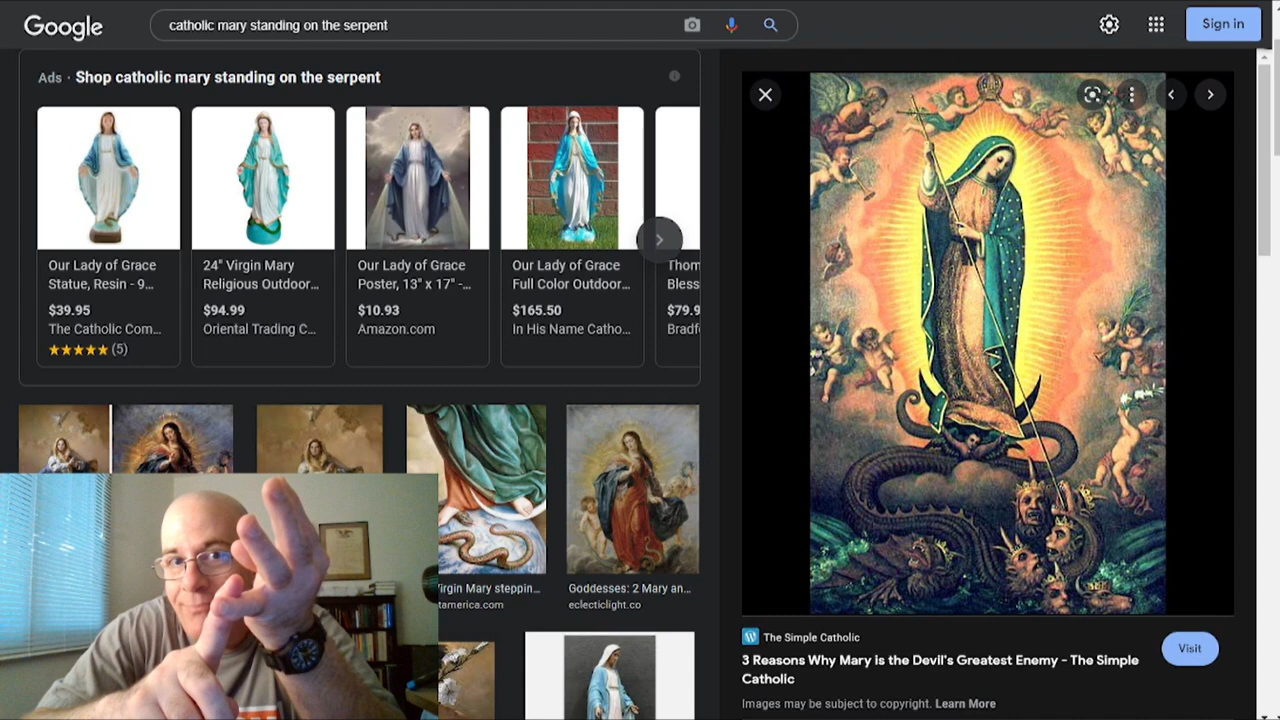 Google
catholic mary standing on the serpent
Sign in
Ads · Shop catholic mary standing on the serpent
Our Lady of Grace
Statue, Resin - 9...
$39.95
The Catholic Com...
(5)
24" Virgin Mary
Religious Outdoor...
$94.99
Oriental Trading C...
Our Lady of Grace
Poster, 13" x 17" -...
$10.93
Amazon.com
Our Lady of Grace
Full Color Outdoor...
$165.50
In His Name Catho...
Thom
Bless
$79.9
Bradf
Virgin Mary steppin...
tamerica.com
Goddesses: 2 Mary an...
eclecticlight.co
The Simple Catholic
3 Reasons Why Mary is the Devil's Greatest Enemy - The Simple
Catholic
Visit
Images may be subject to copyright. Learn More